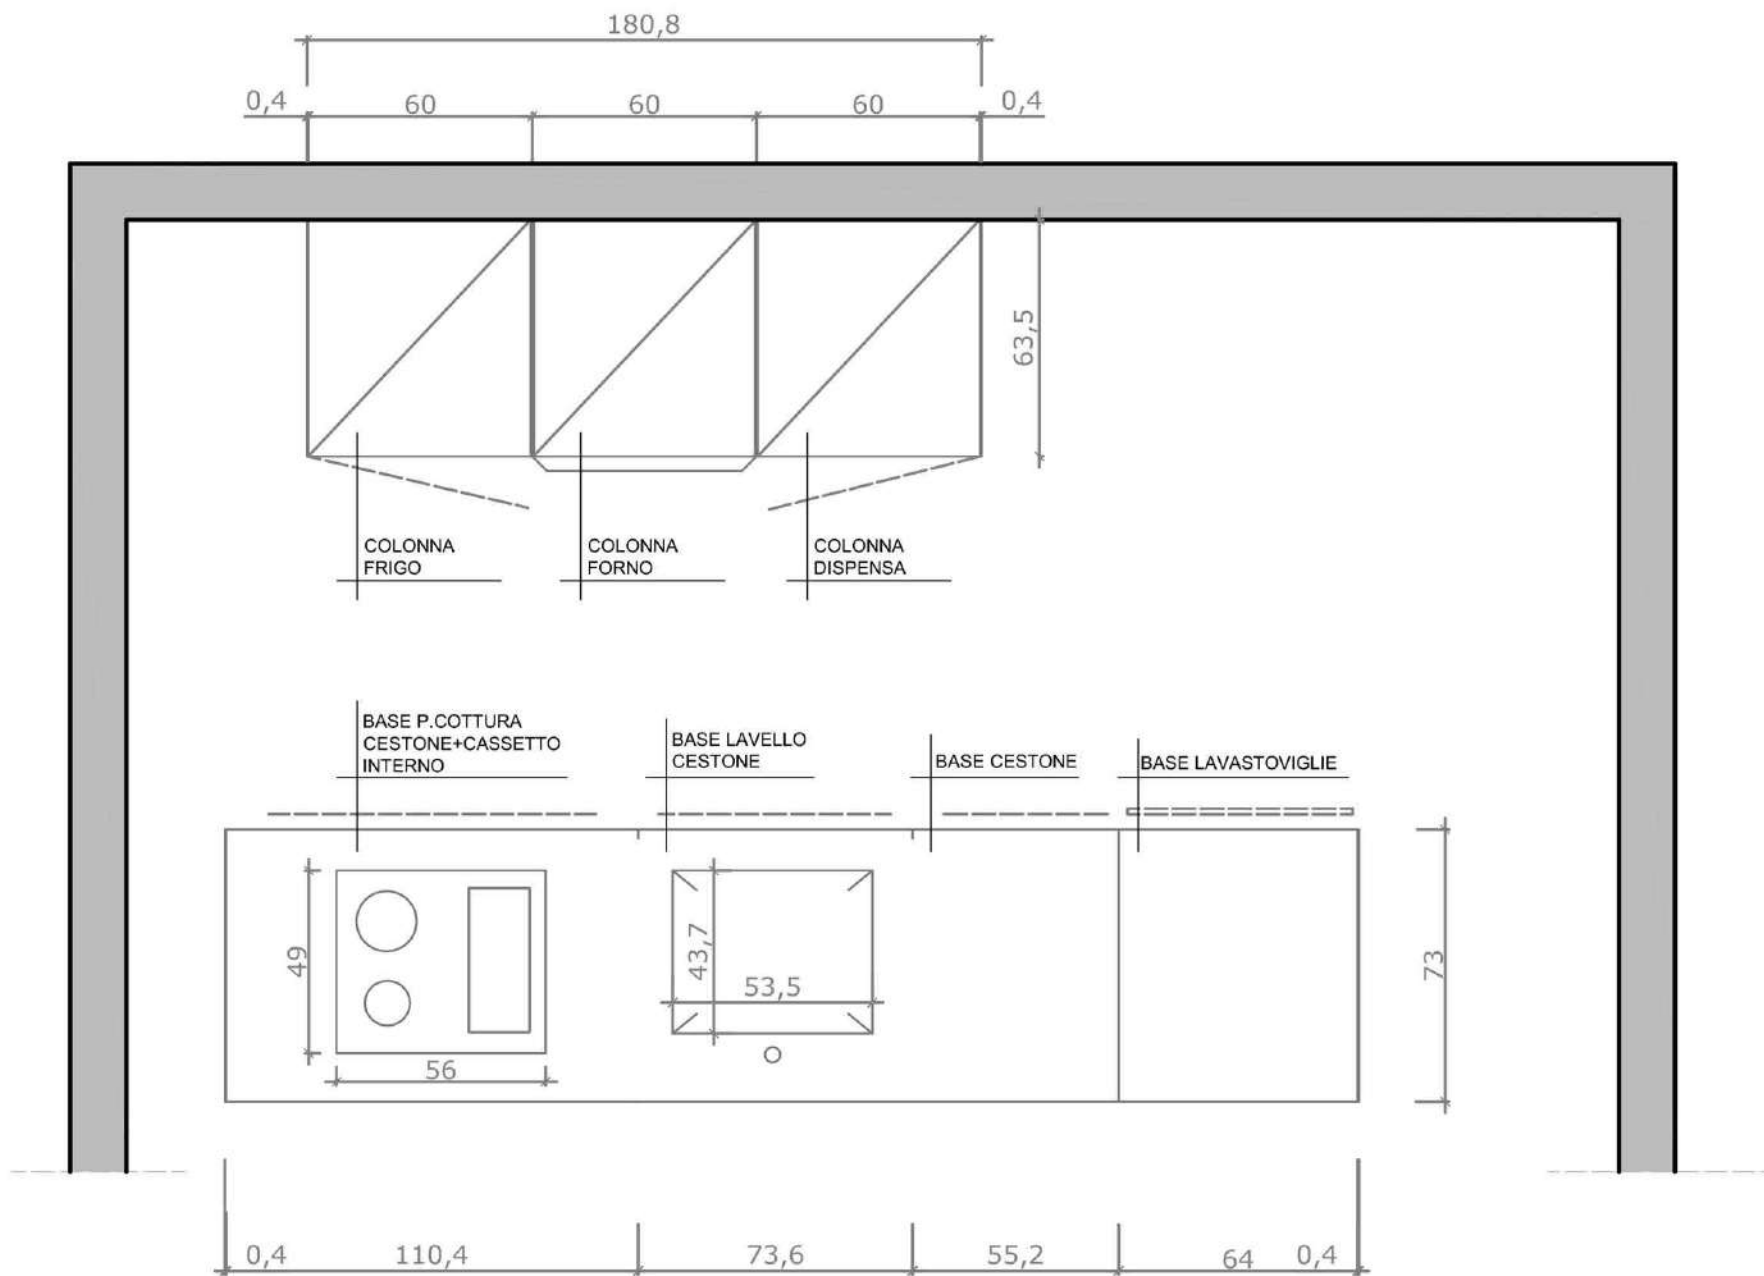 180,8
0,4 60 60 60 0,4
63,5
COLONNA
FRIGO
COLONNA
FORNO
COLONNA
DISPENSA
BASE P.COTTURA
CESTONE+CASSETTO
INTERNO
BASE LAVELLO
CESTONE
BASE CESTONE
BASE LAVASTOVIGLIE
49
56
43,7
53,5
73
0,4 110,4 73,6 55,2 64 0,4